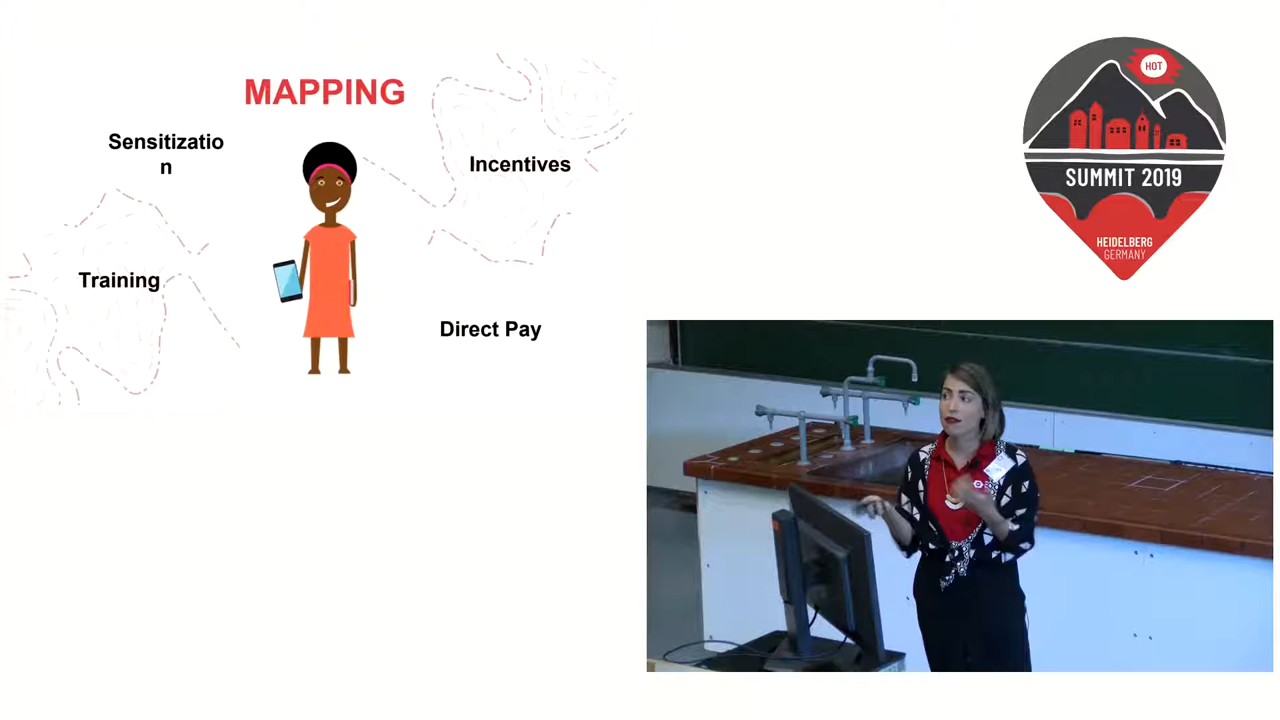 MAPPING
Sensitizatio
n
Incentives
Training
Direct Pay
HOT
SUMMIT 2019
HEIDELBERG
GERMANY